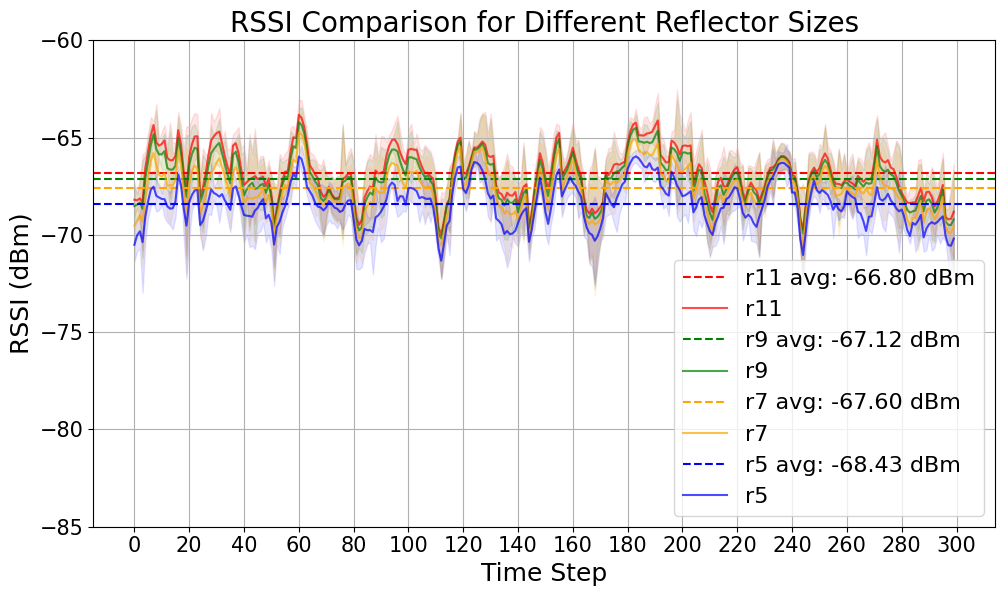 RSSI Comparison for Different Reflector Sizes
RSSI (dBm)
−60
−65
−70
−75
−80
−85
r11 avg: -66.80 dBm
r11
r9 avg: -67.12 dBm
r9
r7 avg: -67.60 dBm
r7
r5 avg: -68.43 dBm
r5
0 20 40 60 80 100 120 140 160 180 200 220 240 260 280 300
Time Step